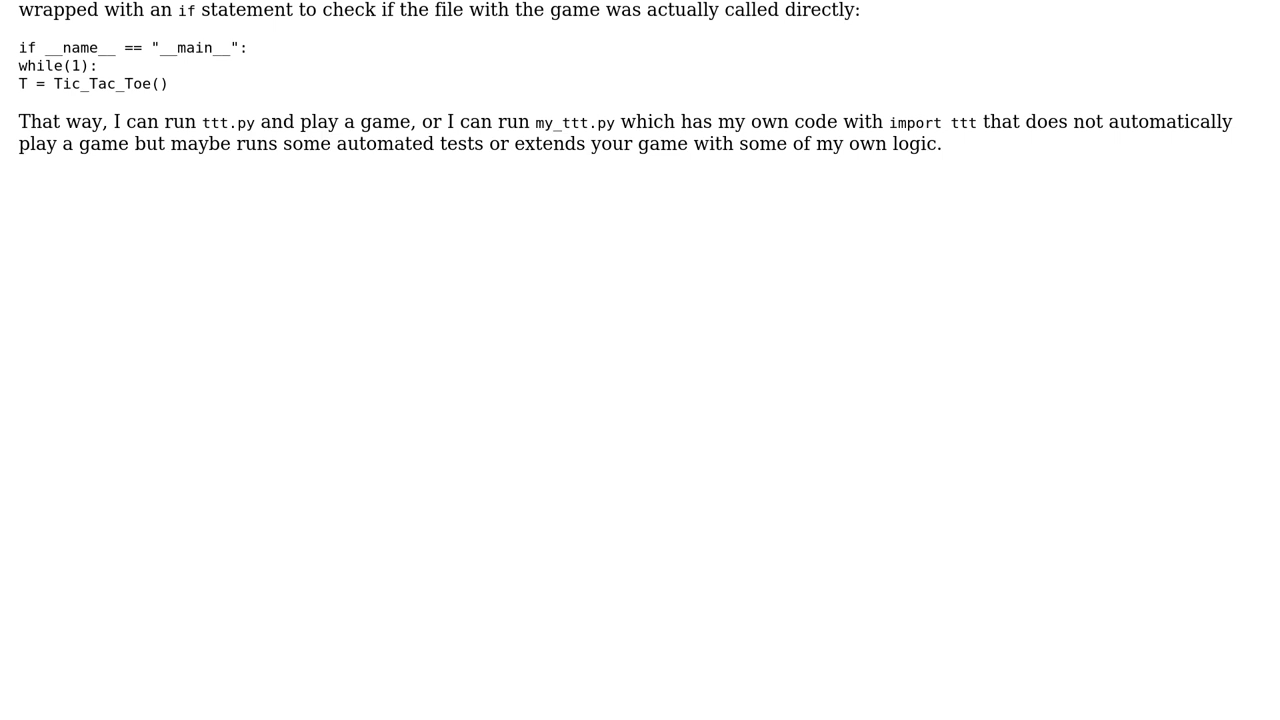 wrapped with an if statement to check if the file with the game was actually called directly:
if __name__ == "__main__":
while(1):
T = Tic_Tac_Toe()
That way, I can run ttt.py and play a game, or I can run my_ttt.py which has my own code with import ttt that does not automatically
play a game but maybe runs some automated tests or extends your game with some of my own logic.